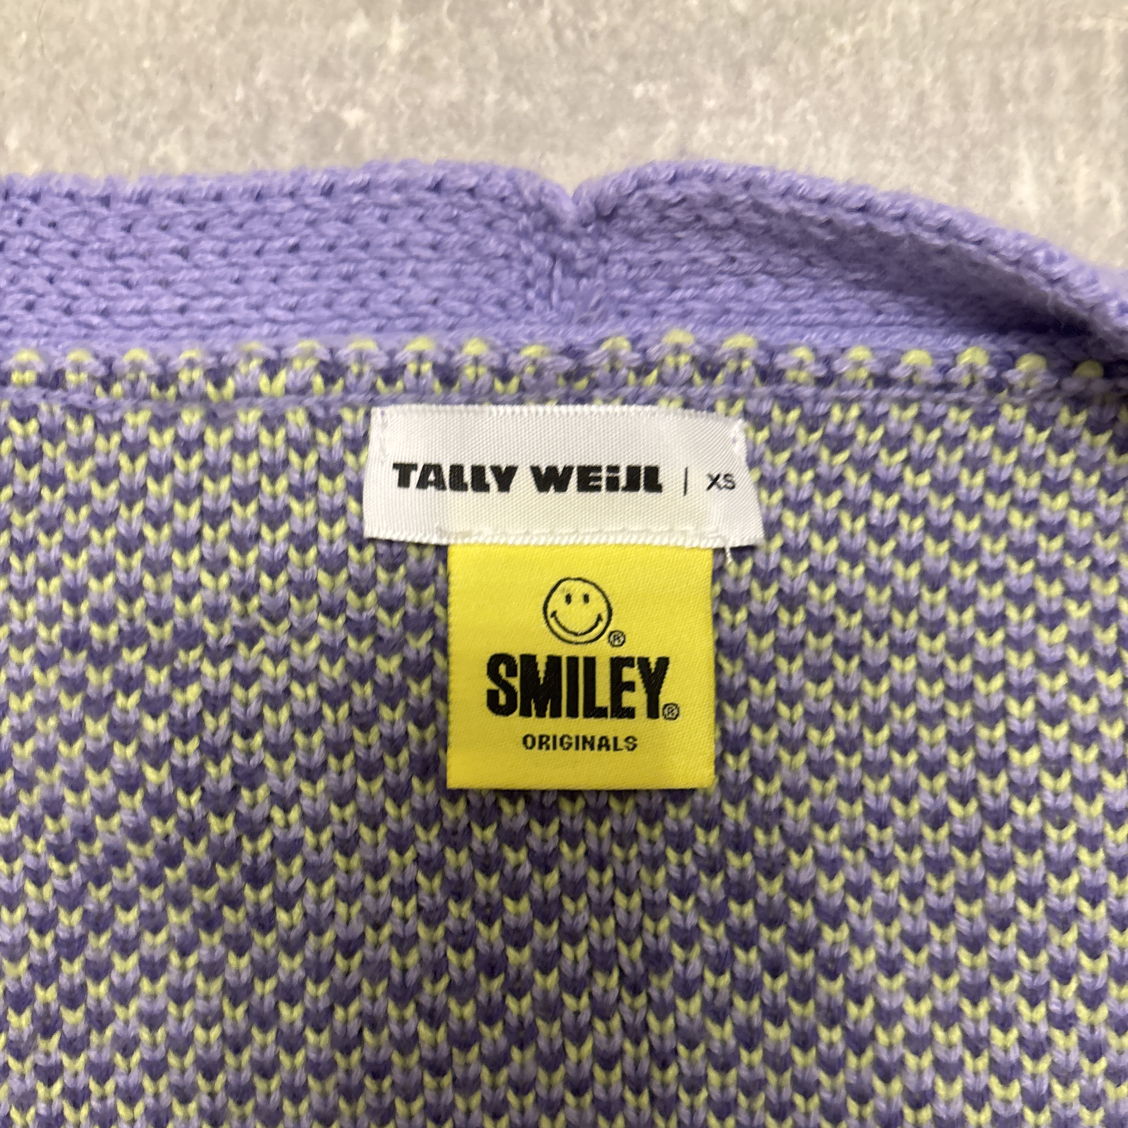 TALLY WEiJL | XS
®
SMILEY®
ORIGINALS